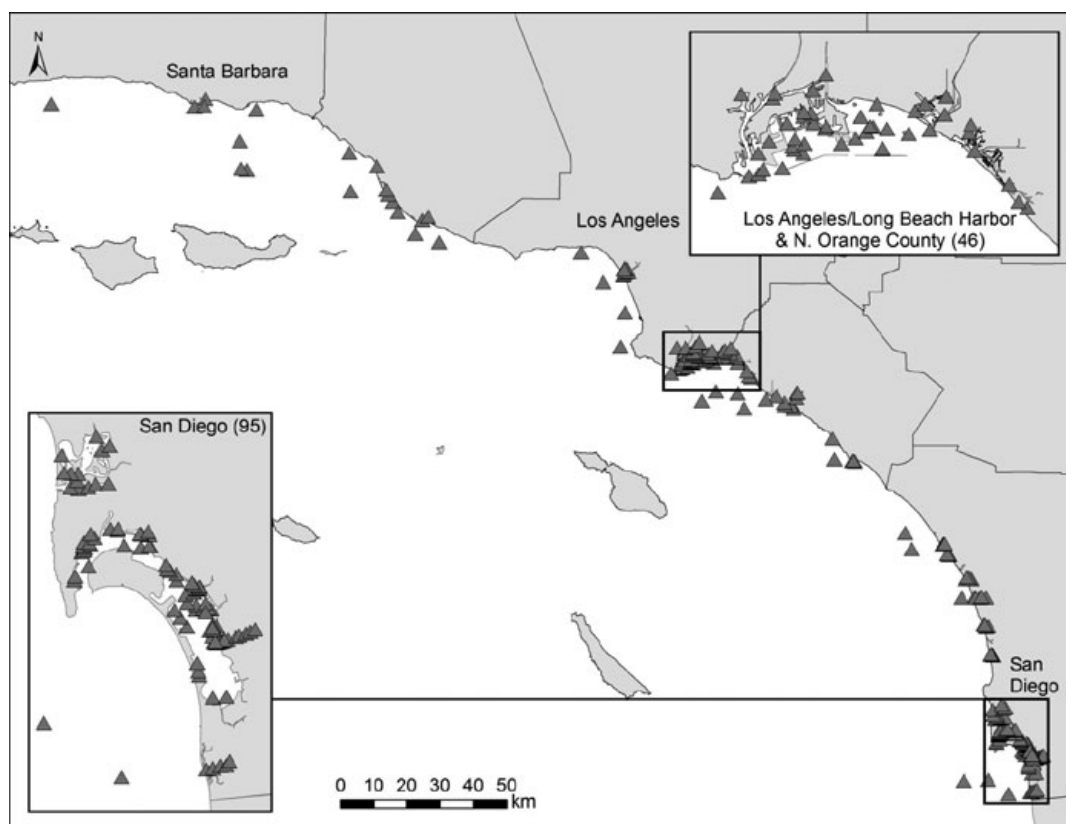 N
Santa Barbara
Los Angeles
Los Angeles/Long Beach Harbor
& N. Orange County (46)
San Diego (95)
San
Diego
0 10 20 30 40 50
km